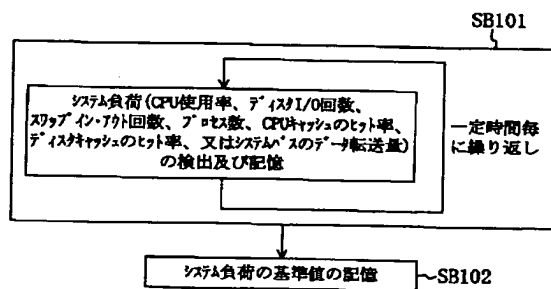 SB101
システム負荷(CPU使用率、ディスクI/O回数、
スワップイン・アウト回数、プロセス数、CPUキャッシュのヒット率、
ディスクキャッシュのヒット率、又はシステムバスのデータ転送量)
の検出及び記憶
一定時間毎
に繰り返し
システム負荷の基準値の記憶
SB102